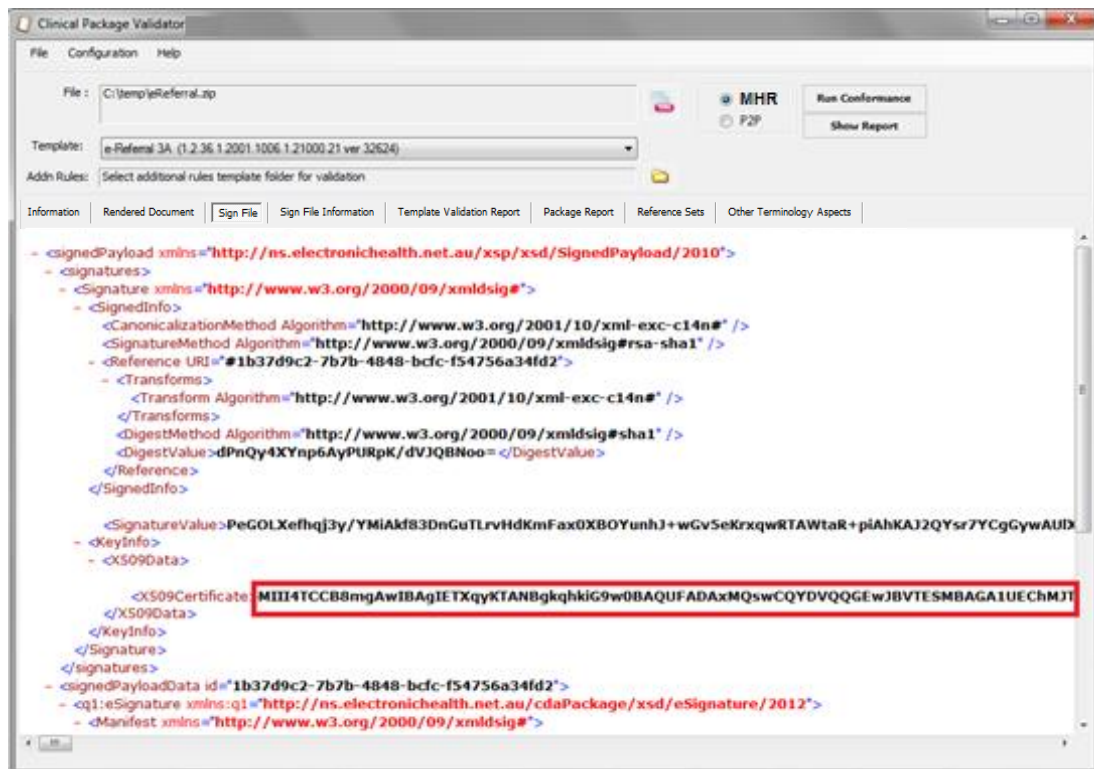 Clinical Package Validator
File Configuration Help
File : C:\temp\eReferral.zip
MHR
Run Conformance
P2P
Show Report
Template: e-Referral 3A (1.2.36.1.2001.1006.1.21000.21 ver 32624)
Addn Rules: Select additional rules template folder for validation
Information Rendered Document Sign File Sign File Information Template Validation Report Package Report Reference Sets Other Terminology Aspects
- <signedPayload xmlns="http://ns.electronichealth.net.au/xsp/xsd/SignedPayload/2010">
- <signatures>
- <Signature xmlns="http://www.w3.org/2000/09/xmldsig#">
- <SignedInfo>
<CanonicalizationMethod Algorithm="http://www.w3.org/2001/10/xml-exc-c14n#" />
<SignatureMethod Algorithm="http://www.w3.org/2000/09/xmldsig#rsa-sha1" />
- <Reference URI="#1b37d9c2-7b7b-4848-bcfc-f54756a34fd2">
- <Transforms>
<Transform Algorithm="http://www.w3.org/2001/10/xml-exc-c14n#" />
</Transforms>
<DigestMethod Algorithm="http://www.w3.org/2000/09/xmldsig#sha1" />
<DigestValue>dPnQy4XYnp6AyPURpK/dVJQBNoo=</DigestValue>
</Reference>
</SignedInfo>
<SignatureValue>PeGOLXefhqj3y/YMiAkf83DnGuTLrvHdKmFax0XBOYunhJ+wGv5eKrxqwRTAWtaR+piAhKAJ2QYsr7YCgGywAUlX
- <KeyInfo>
- <X509Data>
<X509Certificate>MIII4TCCB8mgAwIBAgIETXqyKTANBgkqhkiG9w0BAQUFADAxMQswCQYDVQQGEwJBVTESMBAGA1UEChMJT
</X509Data>
</KeyInfo>
</Signature>
</signatures>
- <signedPayloadData id="1b37d9c2-7b7b-4848-bcfc-f54756a34fd2">
- <q1:eSignature xmlns:q1="http://ns.electronichealth.net.au/cdaPackage/xsd/eSignature/2012">
- <Manifest xmlns="http://www.w3.org/2000/09/xmldsig#">